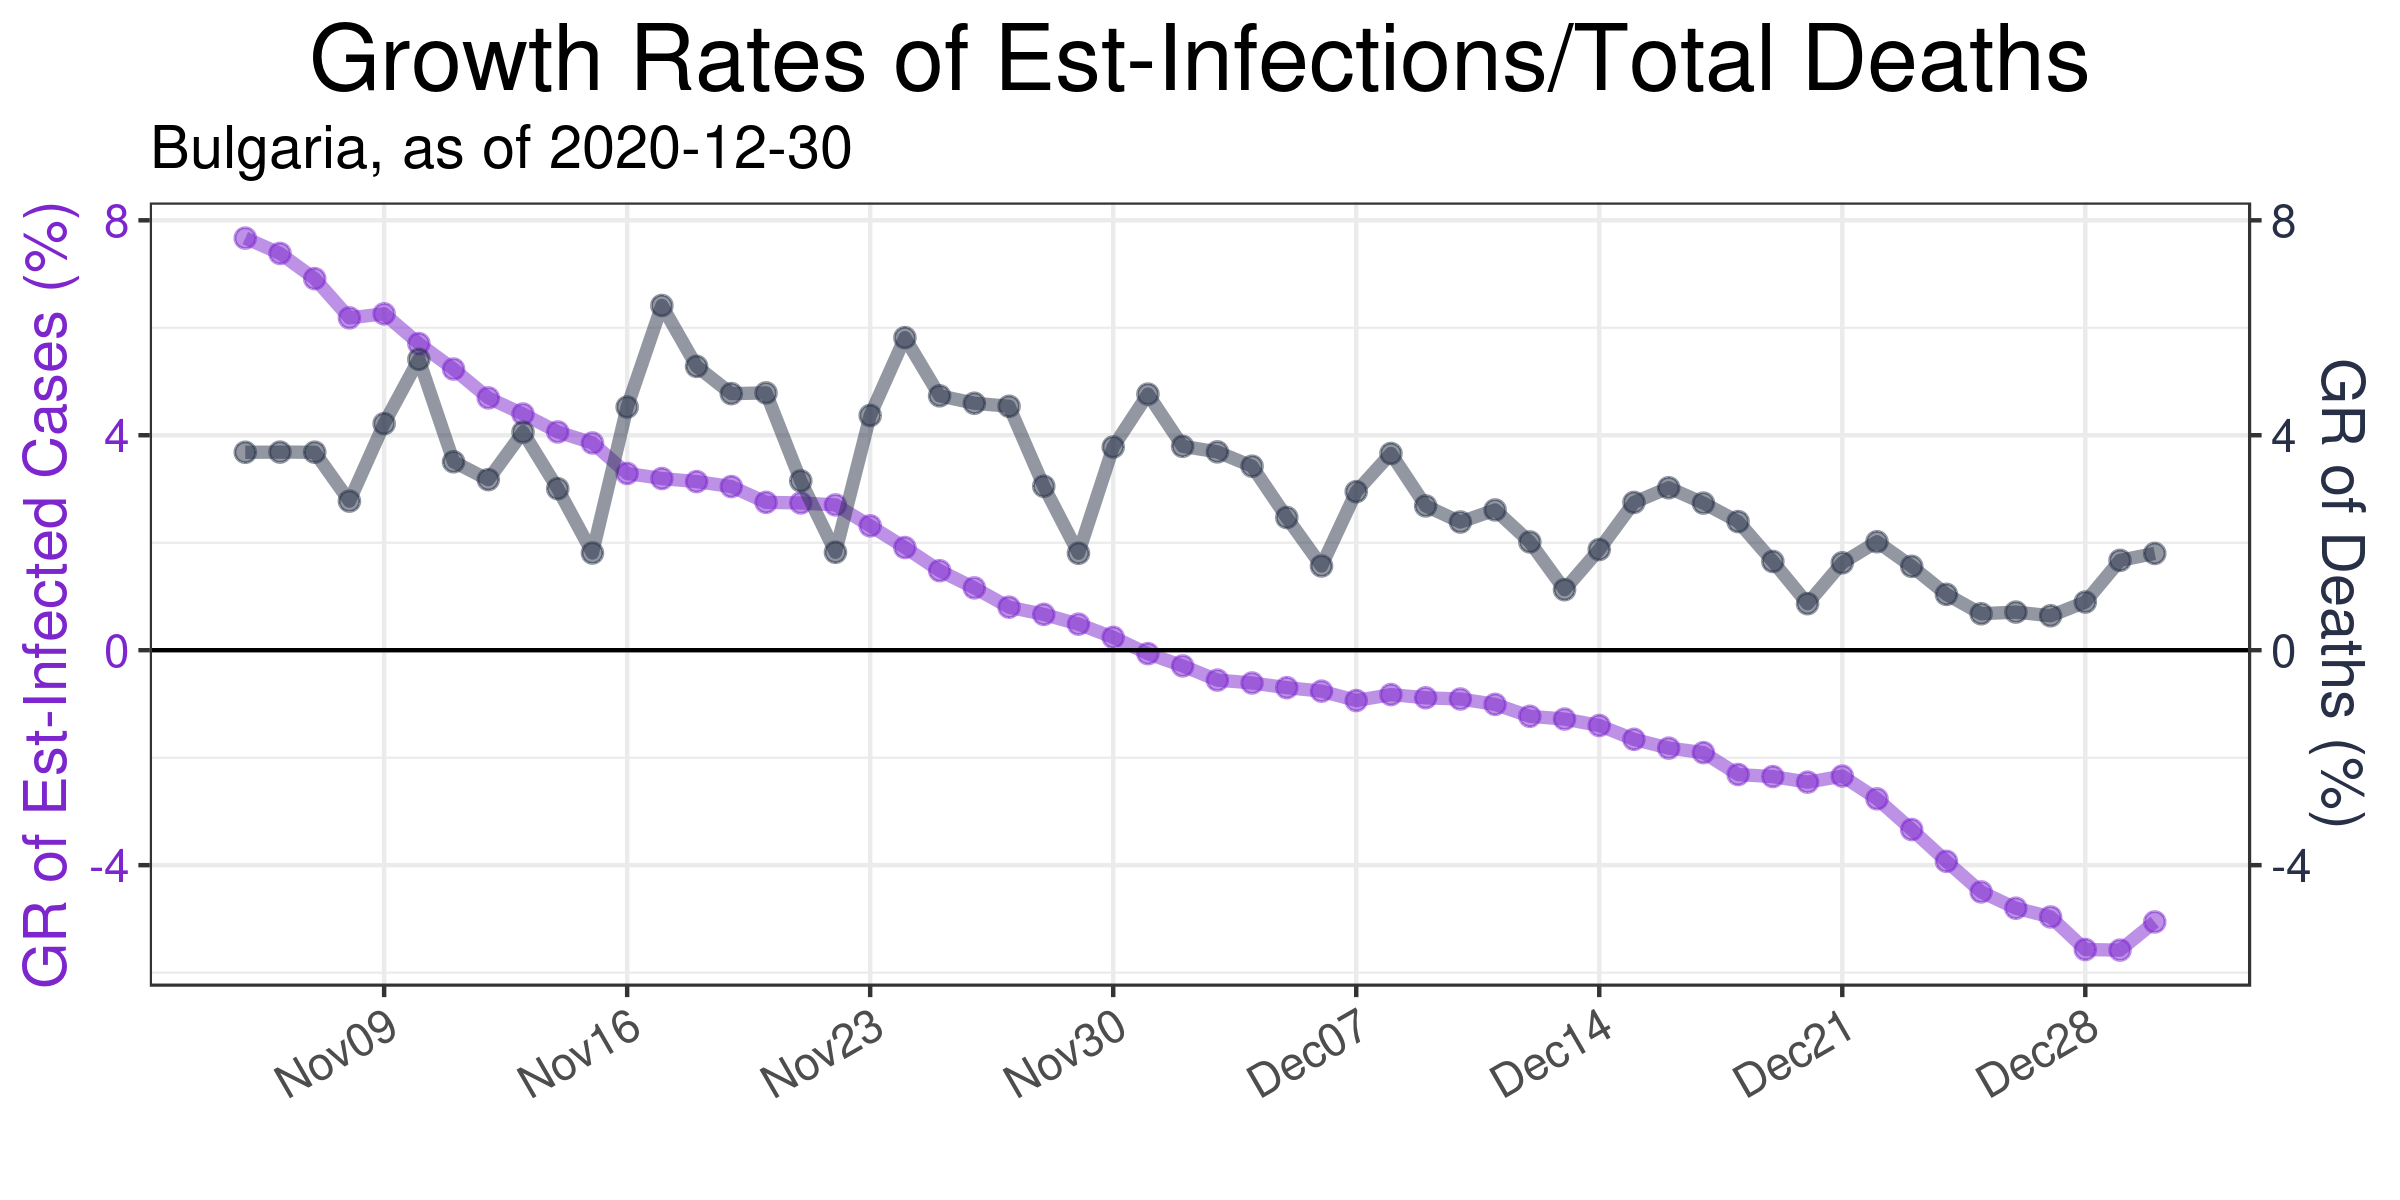 Growth Rates of Est-Infections/Total Deaths
Bulgaria, as of 2020-12-30
GR of Est-Infected Cases (%)
8
4
0
-4
8
4
0
-4
GR of Deaths (%)
Nov09
Nov16
Nov23
Nov30
Dec07
Dec14
Dec21
Dec28